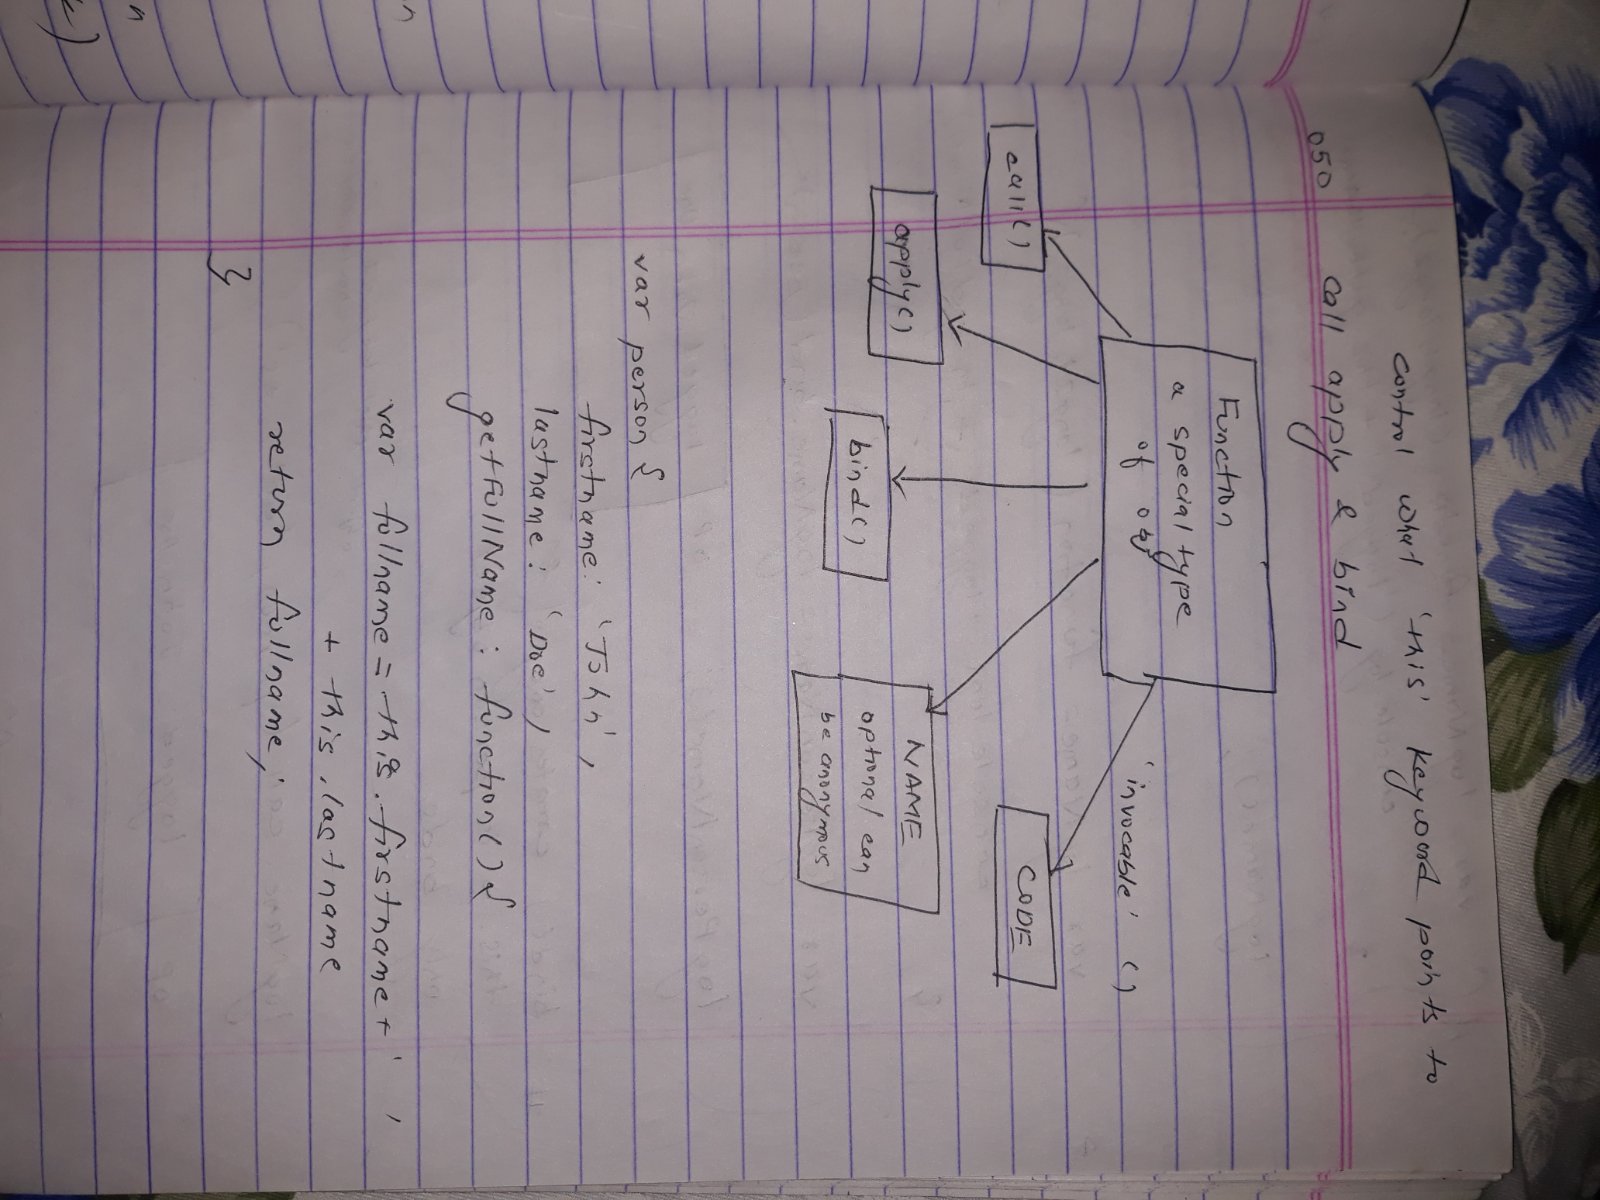 control what 'this' keyword points to
050 call apply & bind
Function
a special type
of obj
'invocable' ()
call()
CODE
apply()
NAME
bind()
optional can
be anonymous
var person {
firstname: 'John',
lastname: 'Doe',
getFullName: function(){
var fullname = this.firstname + ' '
+ this.lastname
return fullname;
}